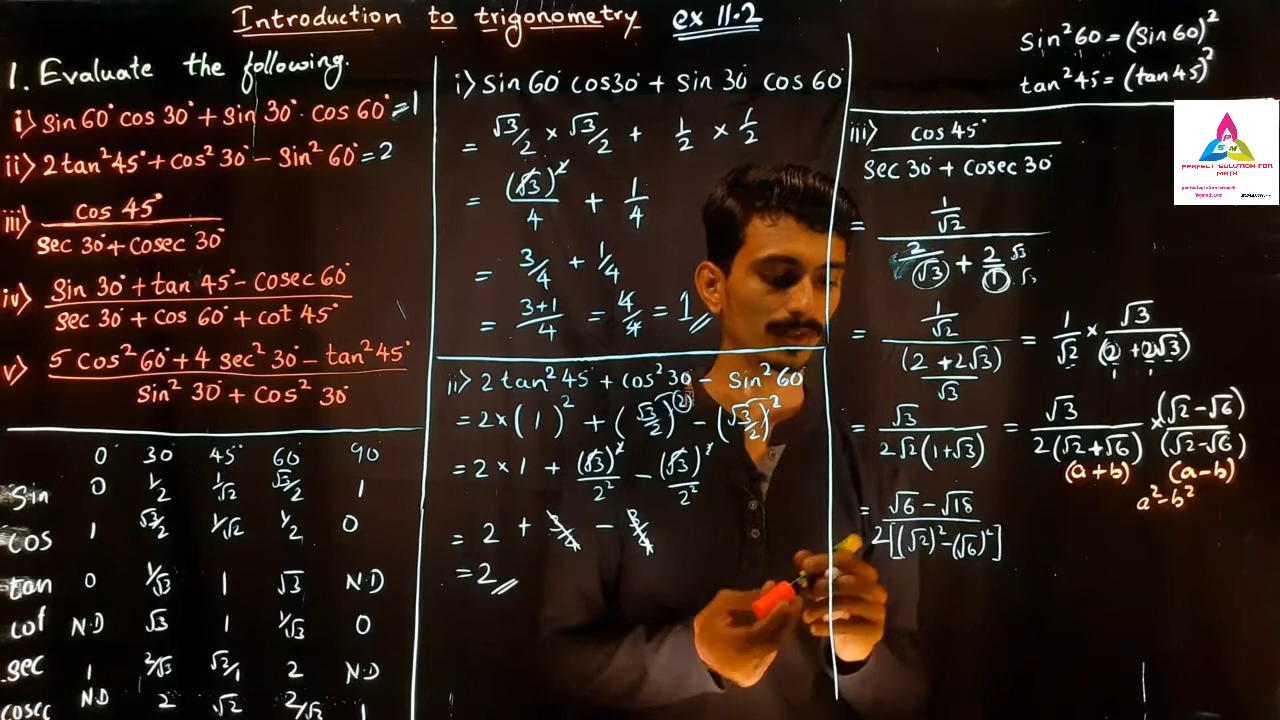 Introduction to trigonometry ex 11.2
1. Evaluate the following.
i> sin 60° cos 30° + sin 30° · cos 60° = 1
ii> 2 tan² 45° + cos² 30° − sin² 60° = 2
iii> cos 45° / sec 30° + cosec 30°
iv> sin 30° + tan 45° − cosec 60° / sec 30° + cos 60° + cot 45°
v> 5 cos² 60° + 4 sec² 30° − tan² 45° / sin² 30° + cos² 30°
0° 30° 45° 60° 90
sin 0 1/2 1/√2 √3/2 1
cos 1 √3/2 1/√2 1/2 0
tan 0 1/√3 1 √3 N·D
cot N·D √3 1 1/√3 0
sec 1 2/√3 √2/1 2 N·D
cosec N·D 2 √2 2/√3 1
i> sin 60° cos 30° + sin 30° cos 60°
= √3/2 × √3/2 + 1/2 × 1/2
= (√3)²/4 + 1/4
= 3/4 + 1/4
= 3+1/4 = 4/4 = 1
ii> 2 tan² 45° + cos² 30° − sin² 60°
= 2 × (1)² + (√3/2)² − (√3/2)²
= 2 × 1 + (√3)²/2² − (√3)²/2²
= 2 + 3/4 − 3/4
= 2
sin² 60 = (sin 60)²
tan² 45 = (tan 45)²
iii> cos 45° / sec 30° + cosec 30°
= 1/√2 / 2/√3 + 2/1 √3 · √3
= 1/√2 / (2 + 2√3)/√3 = 1/√2 × √3/(2 + 2√3)
= √3 / 2√2 (1+√3) = √3 / 2(√2+√6) × (√2 − √6)/(√2 − √6)
(a+b) (a−b)
a² − b²
= √6 − √18 / 2[(√2)² − (√6)²]
P
S M
PERFECT SOLUTION FOR
MATH